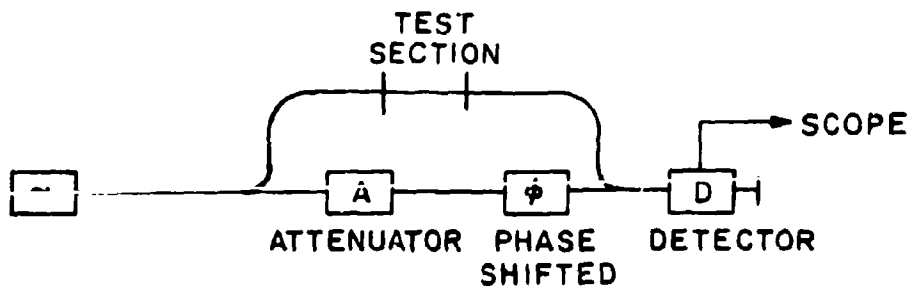 TEST
SECTION
SCOPE
~
A
ϕ
D
ATTENUATOR
PHASE
SHIFTED
DETECTOR